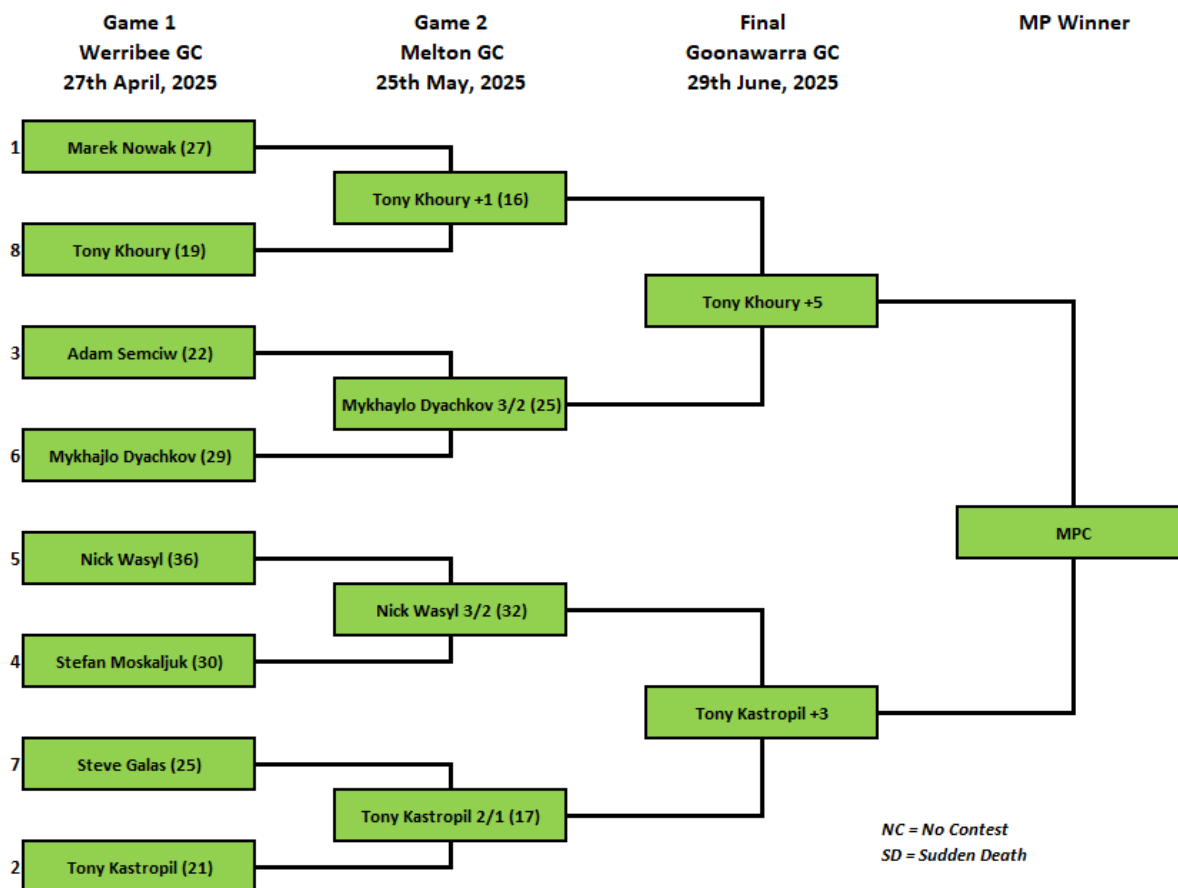 Game 1
Werribee GC
27th April, 2025
Game 2
Melton GC
25th May, 2025
Final
Goonawarra GC
29th June, 2025
MP Winner
1 Marek Nowak (27)
Tony Khoury +1 (16)
8 Tony Khoury (19)
Tony Khoury +5
3 Adam Semciw (22)
Mykhaylo Dyachkov 3/2 (25)
6 Mykhajlo Dyachkov (29)
MPC
5 Nick Wasyl (36)
Nick Wasyl 3/2 (32)
4 Stefan Moskaljuk (30)
Tony Kastropil +3
7 Steve Galas (25)
Tony Kastropil 2/1 (17)
2 Tony Kastropil (21)
NC = No Contest
SD = Sudden Death